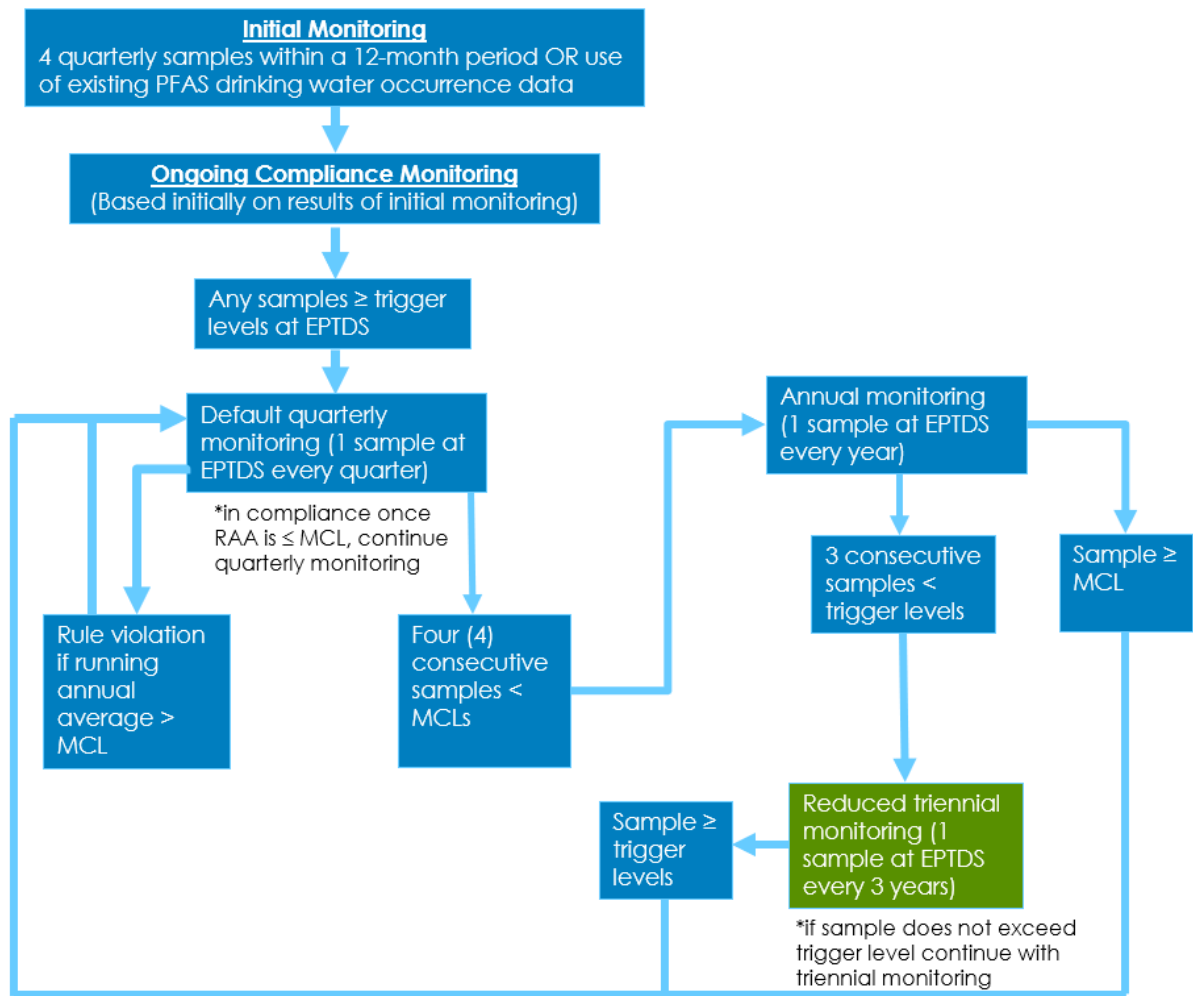 Initial Monitoring
4 quarterly samples within a 12-month period OR use
of existing PFAS drinking water occurrence data
Ongoing Compliance Monitoring
(Based initially on results of initial monitoring)
Any samples ≥ trigger
levels at EPTDS
Default quarterly
monitoring (1 sample at
EPTDS every quarter)
*in compliance once
RAA is ≤ MCL, continue
quarterly monitoring
Rule violation
if running
annual
average >
MCL
Four (4)
consecutive
samples <
MCLs
Annual monitoring
(1 sample at EPTDS
every year)
3 consecutive
samples <
trigger levels
Sample ≥
MCL
Reduced triennial
monitoring (1
sample at EPTDS
every 3 years)
*if sample does not exceed
trigger level continue with
triennial monitoring
Sample ≥
trigger
levels